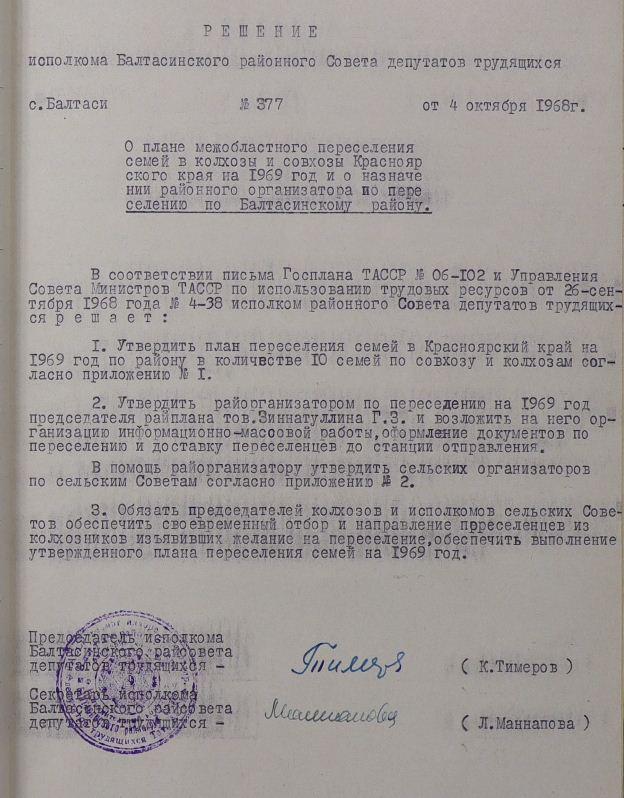 Р Е Ш Е Н И Е
исполкома Балтасинского районного Совета депутатов трудящихся
с.Балтаси № 377 от 4 октября 1968г.
О плане межобластного переселения
семей в колхозы и совхозы Краснояр
ского края на 1969 год и о назначе
нии районного организатора по пере
селению по Балтасинскому району.
В соответствии письма Госплана ТАССР № 06-102 и Управления
Совета Министров ТАССР по использованию трудовых ресурсов от 26-сен-
тября 1968 года № 4-38 исполком районного Совета депутатов трудящих-
ся р е ш а е т :
1. Утвердить план переселения семей в Красноярский край на
1969 год по району в количвстве 10 семей по совхозу и колхозам сог-
ласно приложению № 1.
2. Утвердить райорганизатором по переседению на 1969 год
председателя райплана тов.Зиннатуллина Г.З. и возложить на него ор-
ганизацию информационно-массовой работы,оформление документов по
переселению и доставку переселенцев до станции отправления.
В помощь райорганизатору утвердить сельских организаторов
по сельским Советам согласно приложению № 2.
3. Обязать председателей колхозов и исполкомов сельских Сове-
тов обеспечить своевременный отбор и направление преселенцев из
колхозников изъявивших желание на переселение,обеспечить выполнение
утвержденного плана переселения семей на 1969 год.
Председатель исполкома
Балтасинского райсовета
депутатов трудящихся - Тимеров ( К.Тимеров )
Секретарь исполкома
Балтасинского райсовета
депутатов трудящихся - Маннапова ( Л.Маннапова )
трудящихся